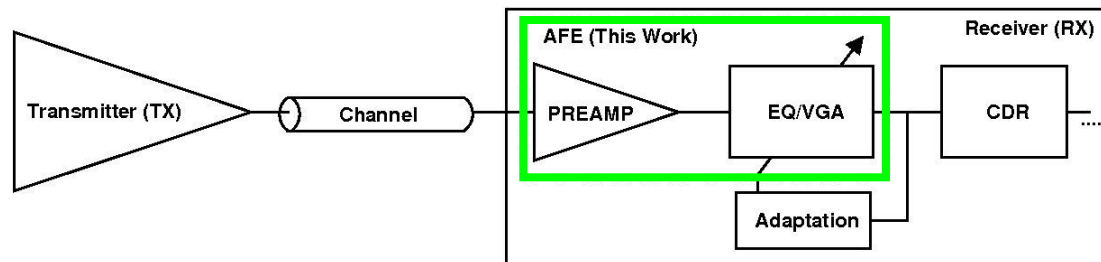 AFE (This Work)
Receiver (RX)
Transmitter (TX)
Channel
PREAMP
EQ/VGA
CDR
....
Adaptation